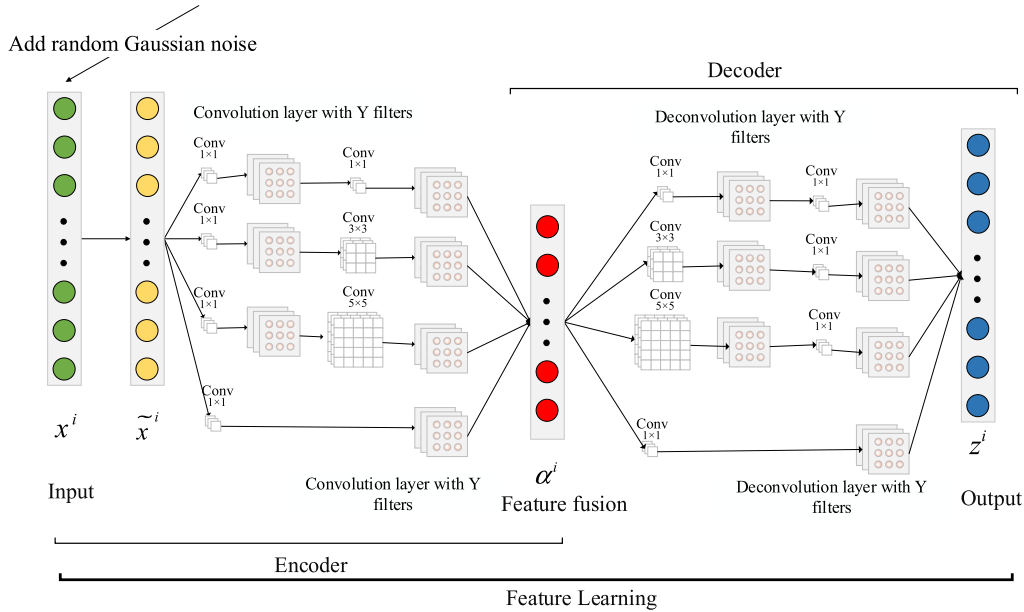 Add random Gaussian noise
Decoder
Convolution layer with Y filters
Deconvolution layer with Y
filters
Conv
1×1
Conv
1×1
Conv
1×1
Conv
3×3
Conv
1×1
Conv
5×5
Conv
1×1
Conv
1×1
Conv
1×1
Conv
3×3
Conv
1×1
Conv
5×5
Conv
1×1
Conv
1×1
x^i
x̃^i
α^i
z^i
Input
Convolution layer with Y
filters
Feature fusion
Deconvolution layer with Y
filters
Output
Encoder
Feature Learning